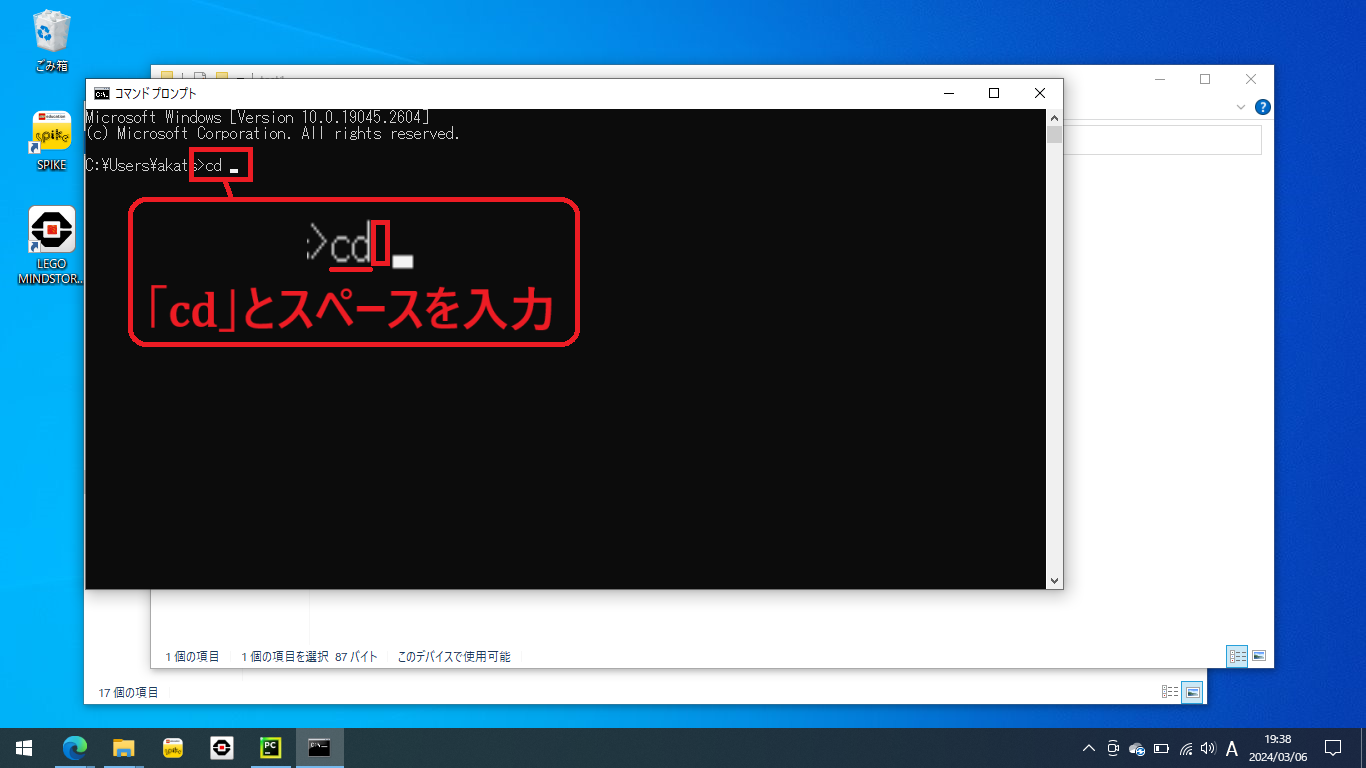 ごみ箱
education
spike
SPIKE
LEGO
MINDSTOR...
コマンド プロンプト
Microsoft Windows [Version 10.0.19045.2604]
(c) Microsoft Corporation. All rights reserved.
C:¥Users¥akats>cd
>cd
「cd」とスペースを入力
1 個の項目
1 個の項目を選択 87 バイト
このデバイスで使用可能
17 個の項目
spike
PC
A
19:38
2024/03/06